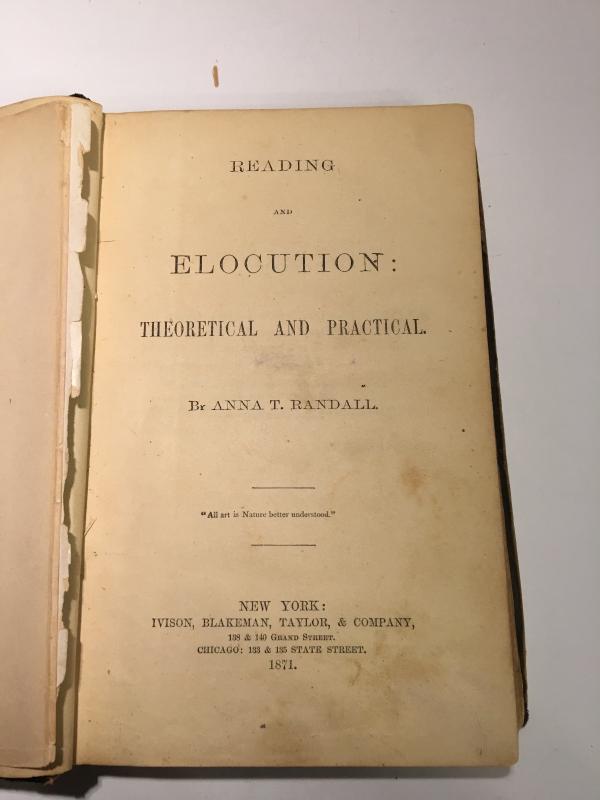 READING
AND
ELOCUTION:
THEORETICAL AND PRACTICAL.
By ANNA T. RANDALL.
"All art is Nature better understood."
NEW YORK:
IVISON, BLAKEMAN, TAYLOR, & COMPANY,
138 & 140 Grand Street.
CHICAGO: 133 & 135 STATE STREET.
1871.